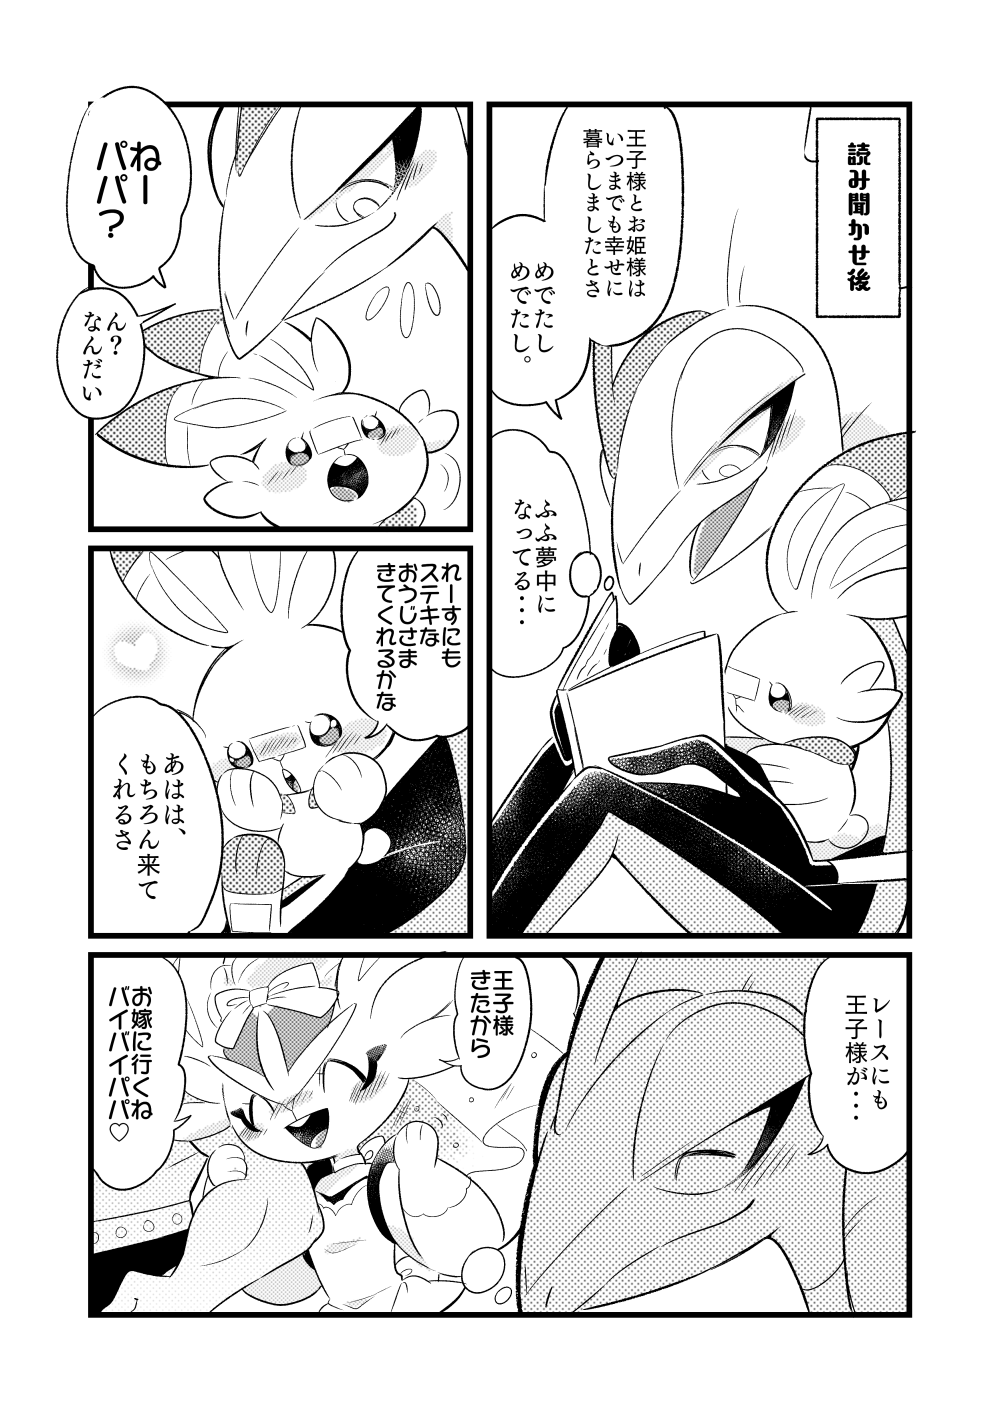 読み聞かせ後
王子様とお姫様は
いつまでも幸せに
暮らしましたとさ
めでたし
めでたし。
ふふ夢中に
なってる・・・
ねー
パパ?
ん?
なんだい
れーすにも
ステキな
おうじさま
きてくれるかな
あはは、
もちろん来て
くれるさ
レースにも
王子様が・・・
王子様
きたから
お嫁に行くね
バイバイパパ♡